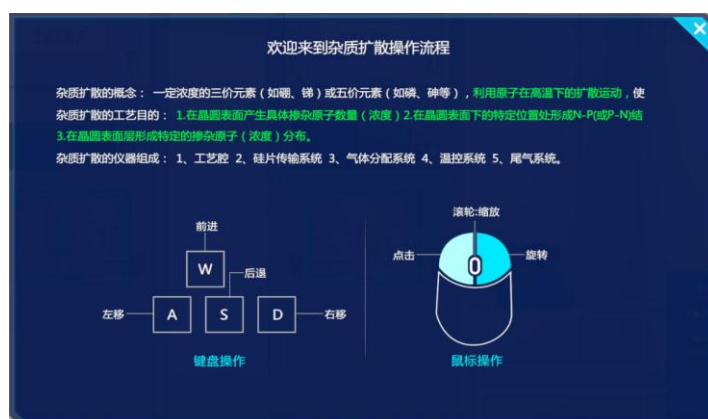 欢迎来到杂质扩散操作流程
杂质扩散的概念： 一定浓度的三价元素（如硼、锑）或五价元素（如磷、砷等），利用原子在高温下的扩散运动，使
杂质扩散的工艺目的： 1.在晶圆表面产生具体掺杂原子数量（浓度）2.在晶圆表面下的特定位置处形成N-P(或P-N)结
3.在晶圆表面层形成特定的掺杂原子（浓度）分布。
杂质扩散的仪器组成： 1、工艺腔 2、硅片传输系统 3、气体分配系统 4、温控系统 5、尾气系统。
前进
W
后退
左移
A
S
D
右移
键盘操作
滚轮:缩放
点击
旋转
鼠标操作